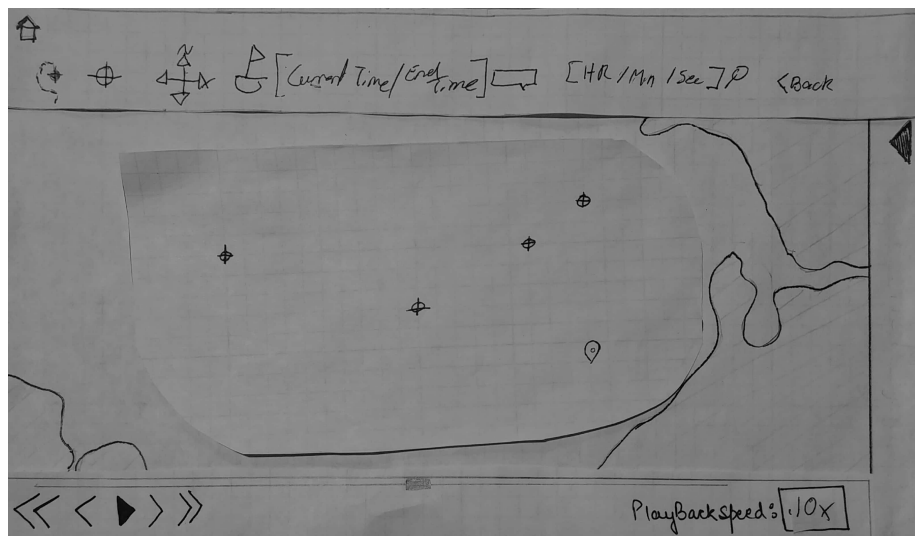 N
[Current Time/End Time] [HR/Mn/Sec] <Back
PlayBackspeed: .10x